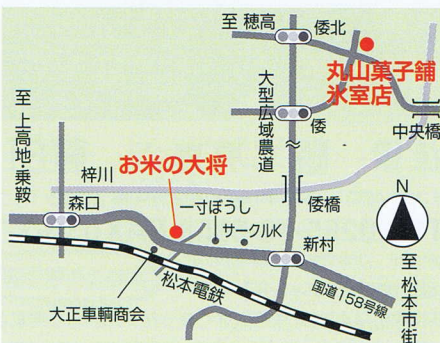 至 穂高
倭北
丸山菓子舗
氷室店
大型広域農道
倭
中央橋
至 上高地・乗鞍
お米の大将
梓川
森口
一寸ぼうし
サークルK
倭橋
N
新村
至 松本市街
大正車輌商会
松本電鉄
国道158号線